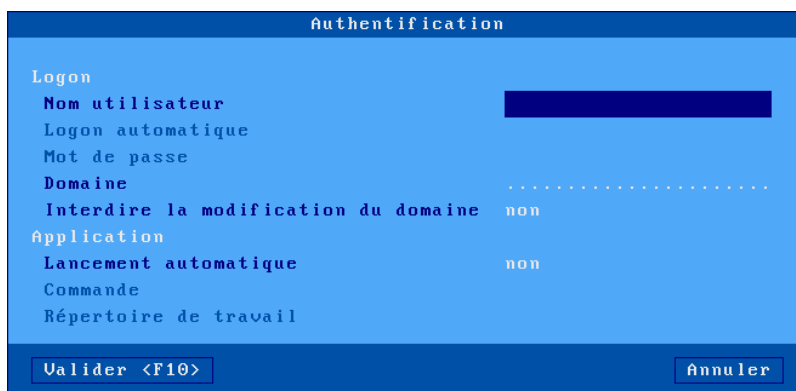 Authentification
Logon
Nom utilisateur
Logon automatique
Mot de passe
Domaine ......................
Interdire la modification du domaine non
Application
Lancement automatique non
Commande
Répertoire de travail
Valider <F10> Annuler